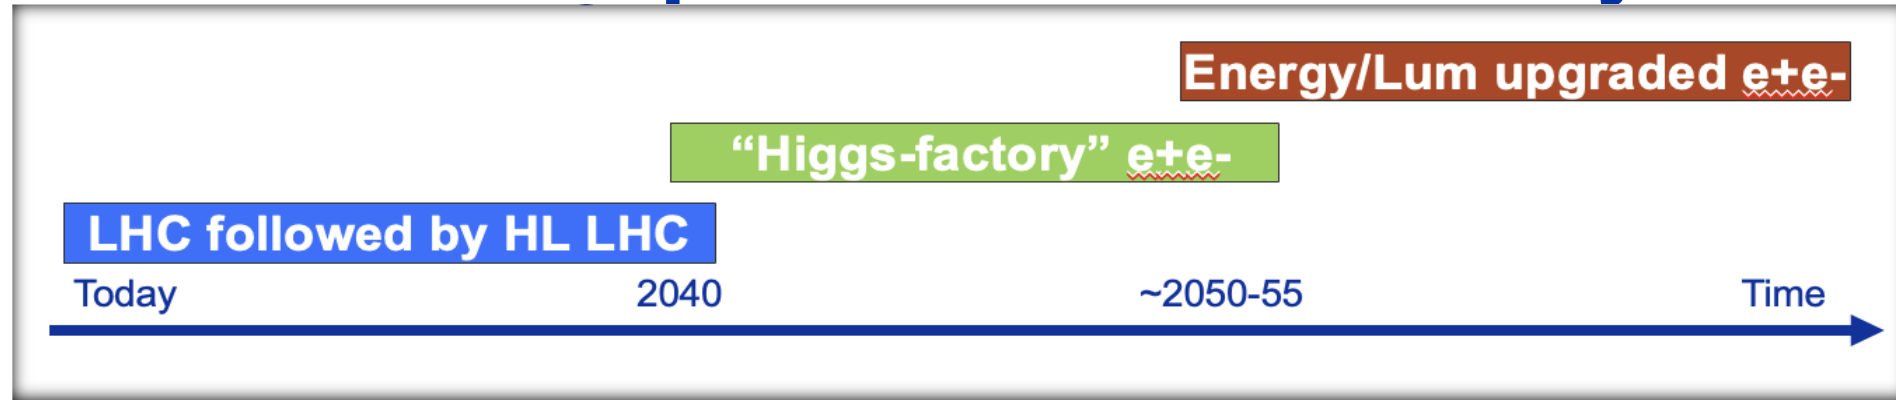 Energy/Lum upgraded e+e-
“Higgs-factory” e+e-
LHC followed by HL LHC
Today 2040 ~2050-55 Time